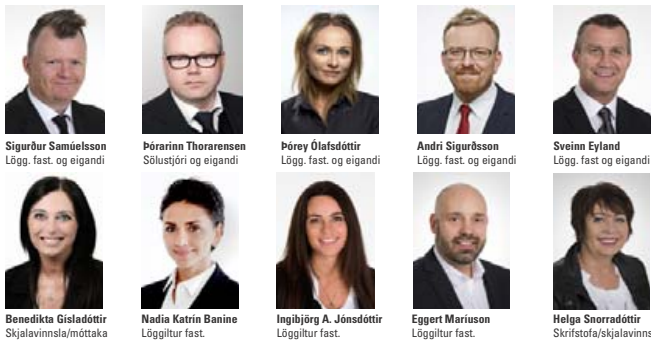 Sigurður Samúelsson
Lögg. fast. og eigandi
Þórarinn Thorarensen
Sölustjóri og eigandi
Þórey Ólafsdóttir
Lögg. fast. og eigandi
Andri Sigurðsson
Lögg. fast. og eigandi
Sveinn Eyland
Lögg. fast og eigandi
Benedikta Gísladóttir
Skjalavinnsla/móttaka
Nadia Katrín Banine
Löggiltur fast.
Ingibjörg A. Jónsdóttir
Löggiltur fast.
Eggert Maríuson
Löggiltur fast.
Helga Snorradóttir
Skrifstofa/skjalavinns